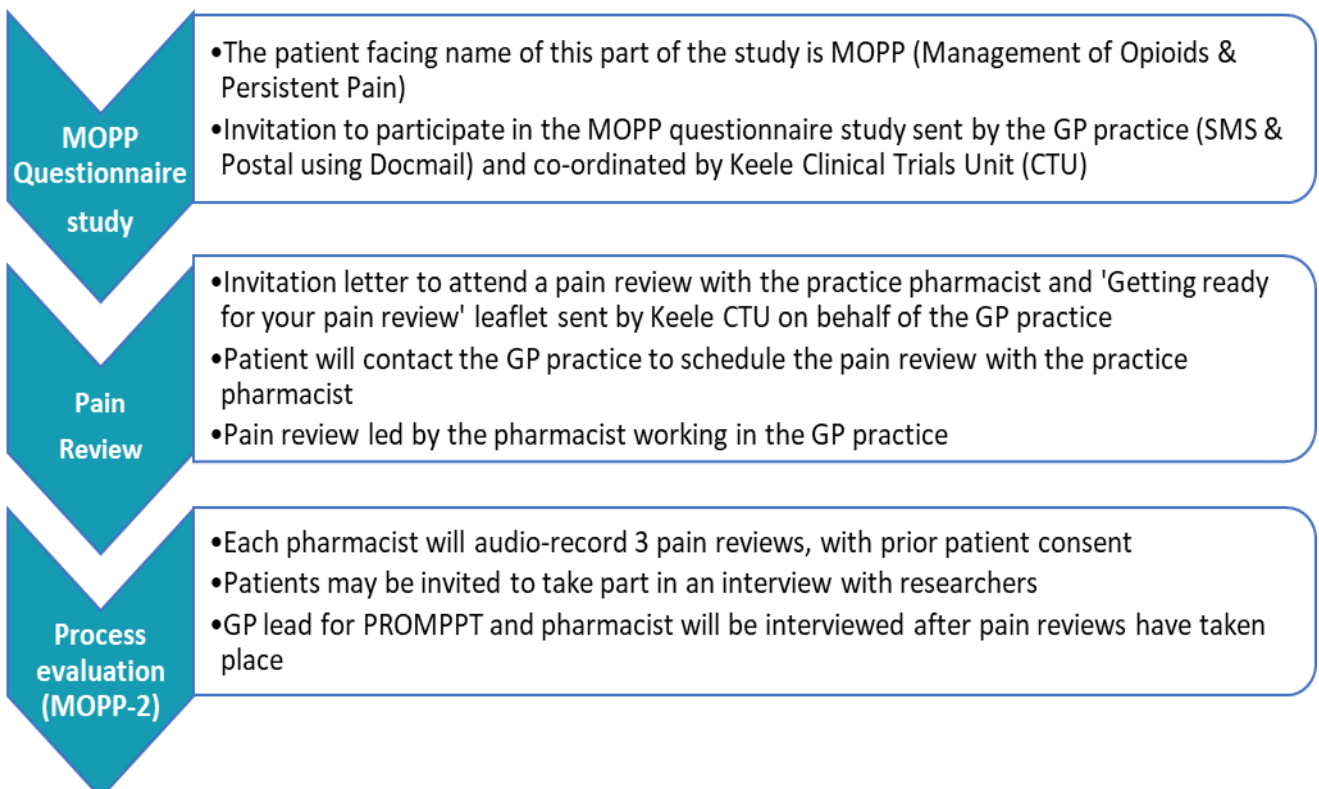 MOPP
Questionnaire
study
•The patient facing name of this part of the study is MOPP (Management of Opioids &
Persistent Pain)
•Invitation to participate in the MOPP questionnaire study sent by the GP practice (SMS &
Postal using Docmail) and co-ordinated by Keele Clinical Trials Unit (CTU)
Pain
Review
•Invitation letter to attend a pain review with the practice pharmacist and 'Getting ready
for your pain review' leaflet sent by Keele CTU on behalf of the GP practice
•Patient will contact the GP practice to schedule the pain review with the practice
pharmacist
•Pain review led by the pharmacist working in the GP practice
Process
evaluation
(MOPP-2)
•Each pharmacist will audio-record 3 pain reviews, with prior patient consent
•Patients may be invited to take part in an interview with researchers
•GP lead for PROMPPT and pharmacist will be interviewed after pain reviews have taken
place